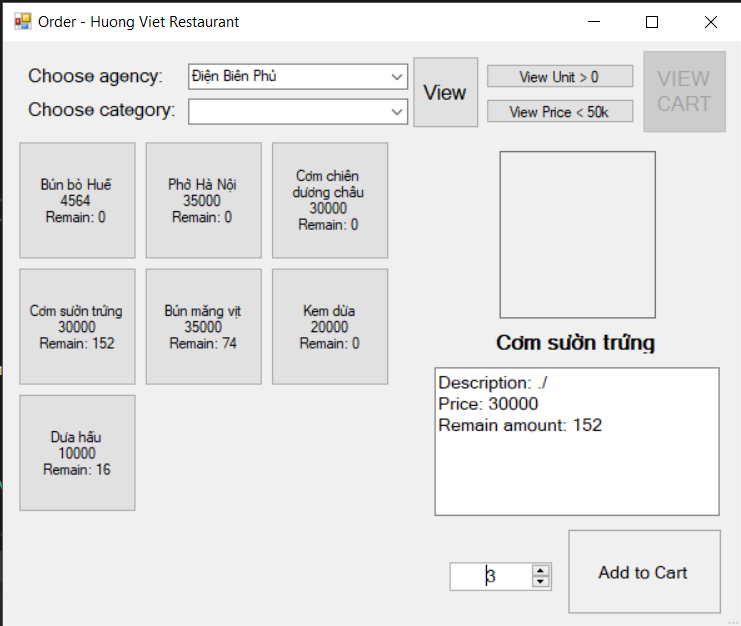 Order - Huong Viet Restaurant
Choose agency:
Điện Biên Phủ
View
View Unit > 0
VIEW
CART
Choose category:
View Price < 50k
Bún bò Huế
4564
Remain: 0
Phở Hà Nội
35000
Remain: 0
Cơm chiên
dương châu
30000
Remain: 0
Cơm sườn trứng
30000
Remain: 152
Bún măng vịt
35000
Remain: 74
Kem dừa
20000
Remain: 0
Dưa hấu
10000
Remain: 16
Cơm sườn trứng
Description: ./
Price: 30000
Remain amount: 152
3
Add to Cart